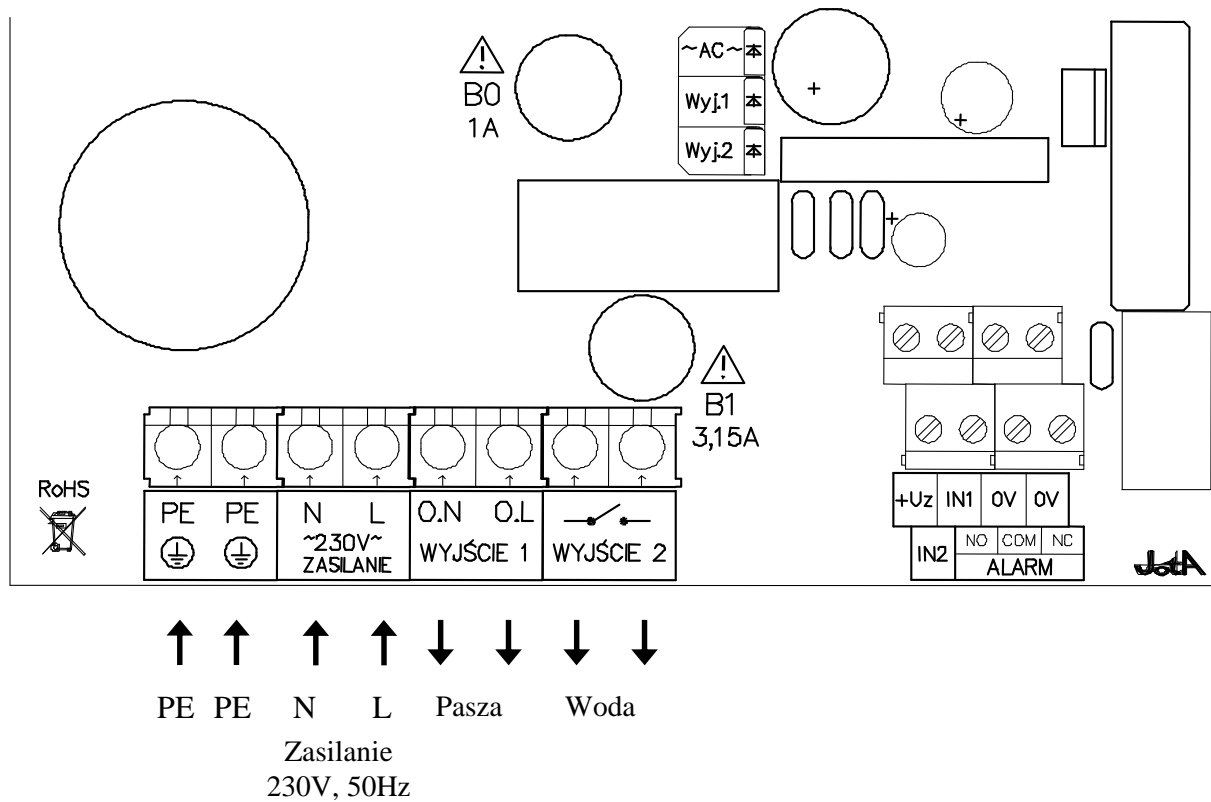 ~AC~
Wyj.1
Wyj.2
B0
1A
B1
3,15A
RoHS
PE PE N L O.N O.L
~230V~
ZASILANIE
WYJŚCIE 1
WYJŚCIE 2
+Uz IN1 0V 0V
IN2 NO COM NC
ALARM
JotA
PE PE N L Pasza Woda
Zasilanie
230V, 50Hz